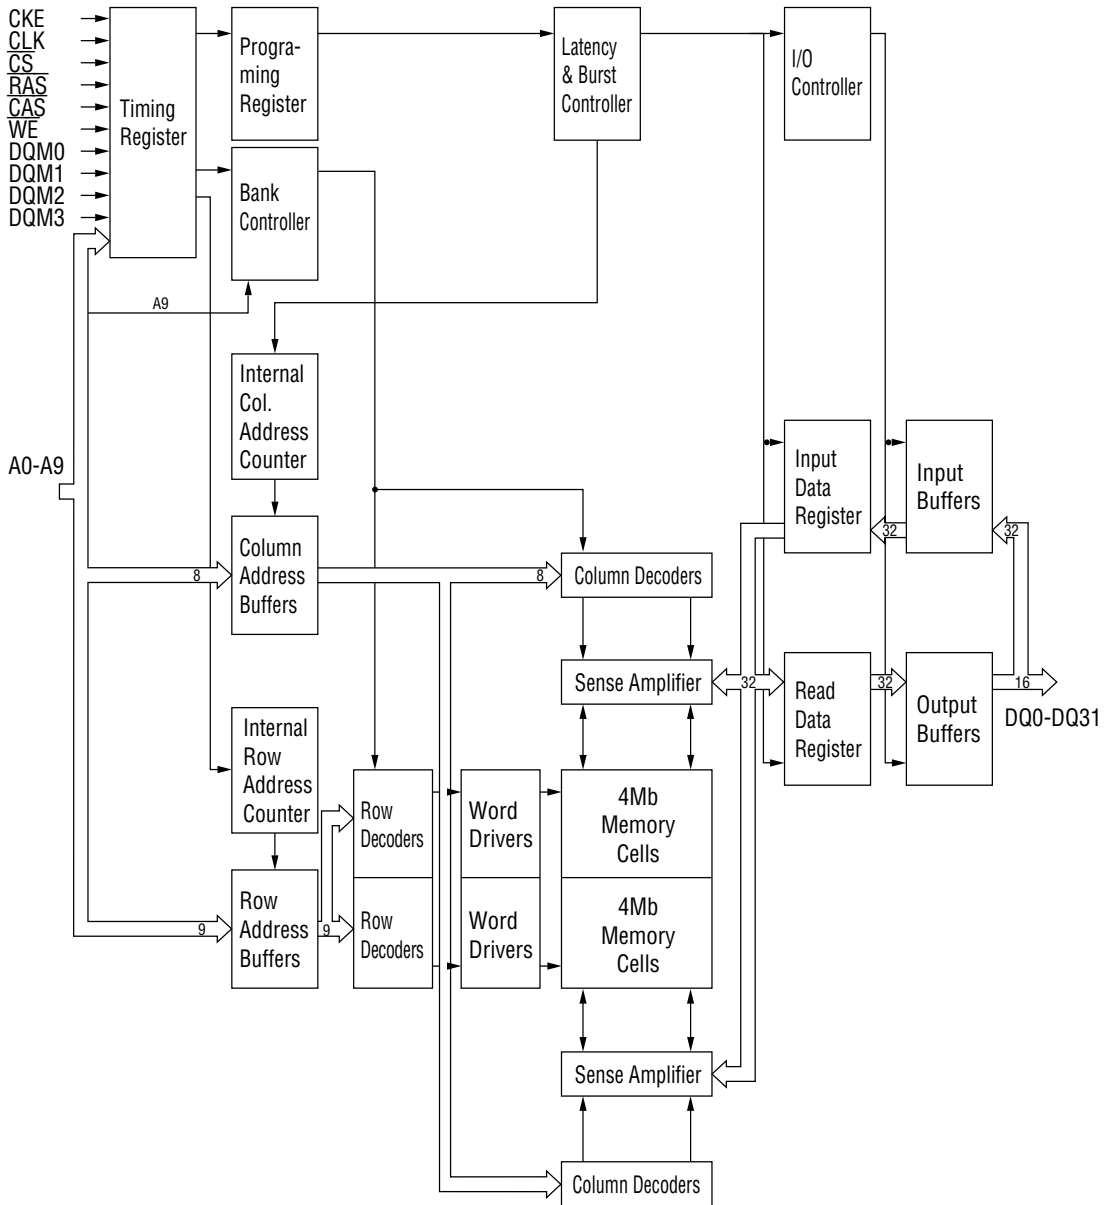 CKE
CLK
CS
RAS
CAS
WE
DQM0
DQM1
DQM2
DQM3
Timing
Register
Progra-
ming
Register
Latency
& Burst
Controller
I/O
Controller
Bank
Controller
A9
Internal
Col.
Address
Counter
A0-A9
Input
Data
Register
32
Input
Buffers
32
8
Column
Address
Buffers
8
Column Decoders
Sense Amplifier
32
Read
Data
Register
32
Output
Buffers
16
DQ0-DQ31
Internal
Row
Address
Counter
Row
Decoders
Word
Drivers
4Mb
Memory
Cells
9
Row
Address
Buffers
9
Row
Decoders
Word
Drivers
4Mb
Memory
Cells
Sense Amplifier
Column Decoders